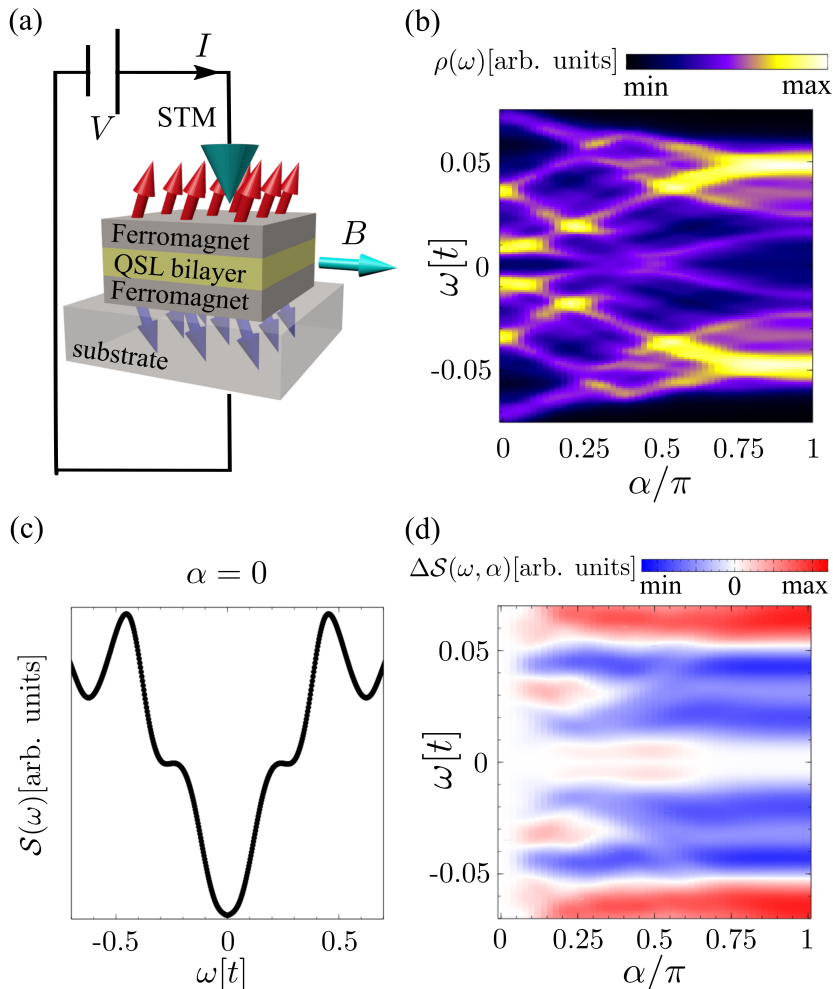 (a)
I
V
STM
Ferromagnet
QSL bilayer
Ferromagnet
B
substrate
(b)
ρ(ω)[arb. units]
min max
0.05
0
-0.05
ω[t]
0 0.25 0.5 0.75 1
α/π
(c)
α = 0
S(ω)[arb. units]
-0.5 0 0.5
ω[t]
(d)
ΔS(ω, α)[arb. units]
min 0 max
0.05
0
-0.05
ω[t]
0 0.25 0.5 0.75 1
α/π